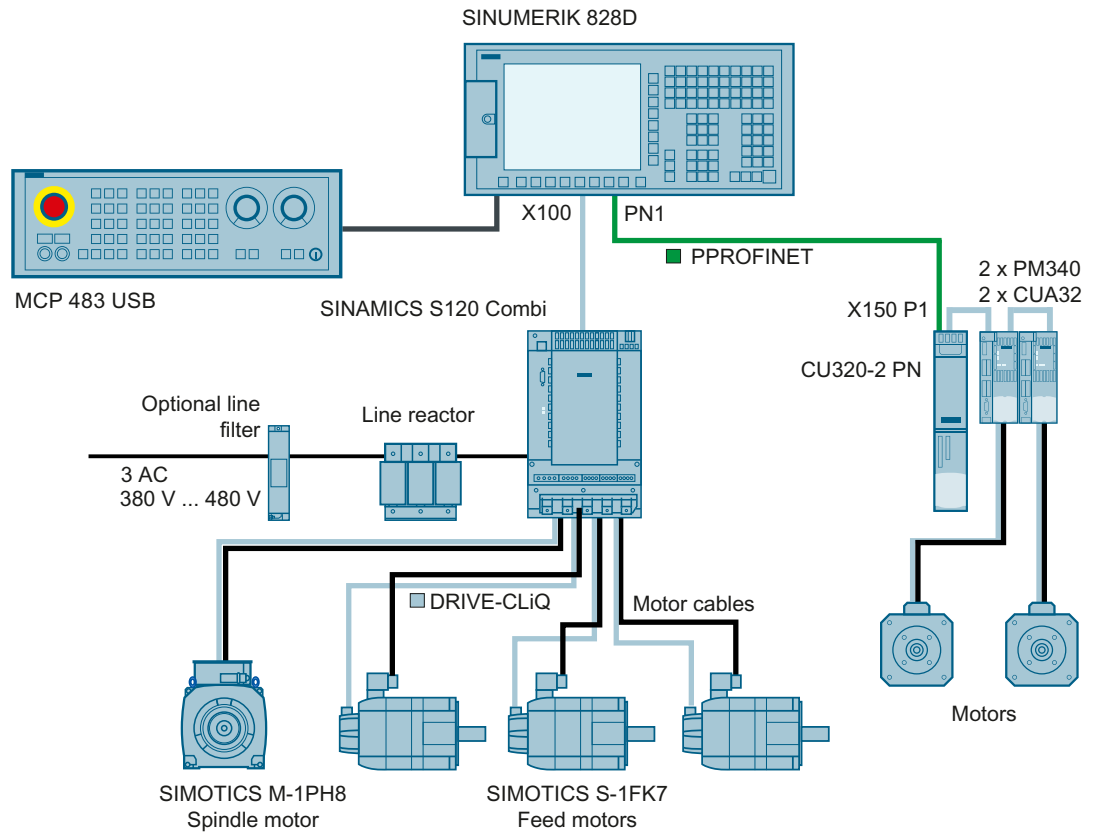 SINUMERIK 828D
X100
PN1
PPROFINET
MCP 483 USB
2 x PM340
2 x CUA32
SINAMICS S120 Combi
X150 P1
CU320-2 PN
Optional line
filter
Line reactor
3 AC
380 V ... 480 V
DRIVE-CLiQ
Motor cables
Motors
SIMOTICS M-1PH8
Spindle motor
SIMOTICS S-1FK7
Feed motors